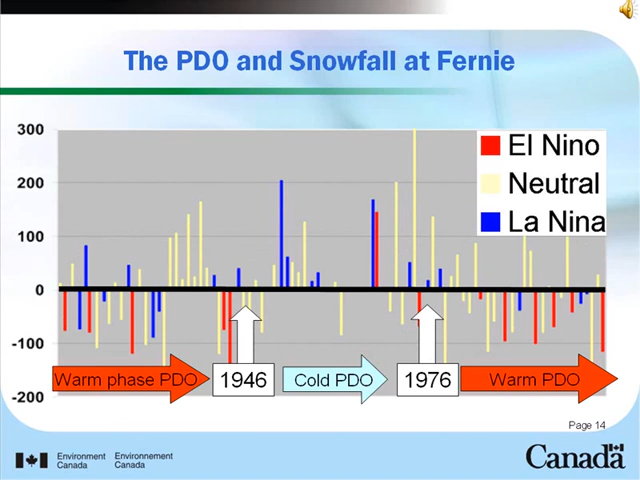 The PDO and Snowfall at Fernie
300
200
100
0
-100
-200
El Nino
Neutral
La Nina
Warm phase PDO
1946
Cold PDO
1976
Warm PDO
Page 14
Environment Environnement
Canada Canada
Canada